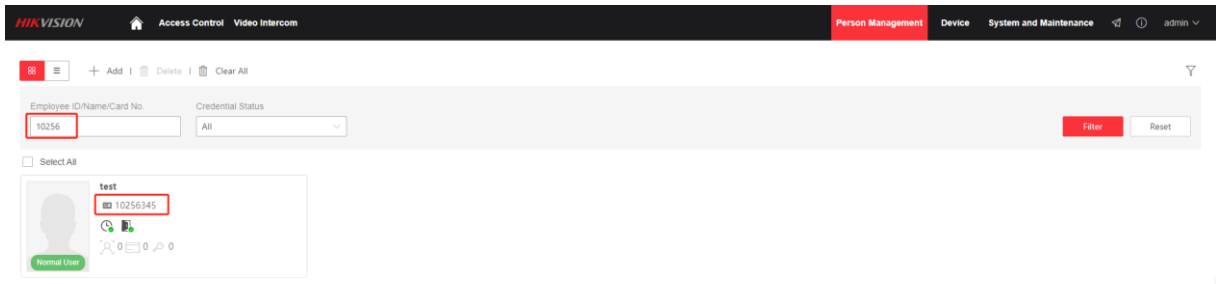 HIKVISION Access Control Video Intercom Person Management Device System and Maintenance admin
Add Delete Clear All
Employee ID/Name/Card No. Credential Status
10256 All Filter Reset
Select All
test
10256345
0 0 0
Normal User